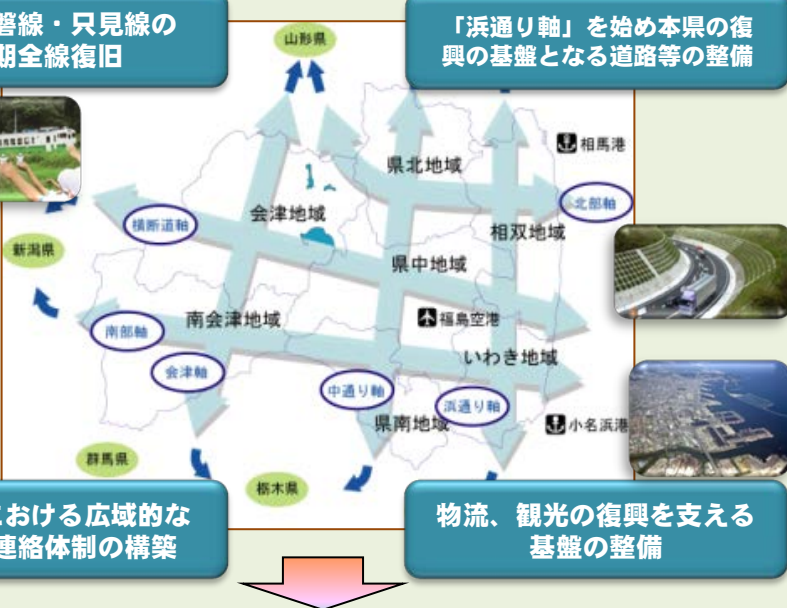 磐線・只見線の
期全線復旧
「浜通り軸」を始め本県の復
興の基盤となる道路等の整備
山形県
相馬港
県北地域
北部軸
会津地域
横断道軸
相双地域
新潟県
県中地域
福島空港
南会津地域
南部軸
いわき地域
会津軸
中通り軸
浜通り軸
県南地域
小名浜港
群馬県
栃木県
おける広域的な
連絡体制の構築
物流、観光の復興を支える
基盤の整備